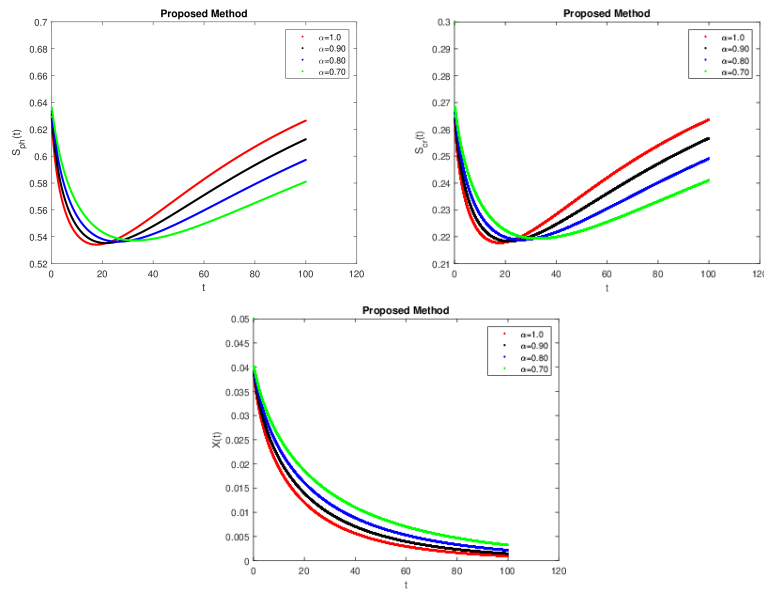 Proposed Method
0.7
0.68
0.66
0.64
0.62
0.6
0.58
0.56
0.54
0.52
S_ph(t)
0 20 40 60 80 100 120
t
α=1.0
α=0.90
α=0.80
α=0.70
Proposed Method
0.3
0.29
0.28
0.27
0.26
0.25
0.24
0.23
0.22
0.21
S_cr(t)
0 20 40 60 80 100 120
t
α=1.0
α=0.90
α=0.80
α=0.70
Proposed Method
0.05
0.045
0.04
0.035
0.03
0.025
0.02
0.015
0.01
0.005
0
X(t)
0 20 40 60 80 100 120
t
α=1.0
α=0.90
α=0.80
α=0.70